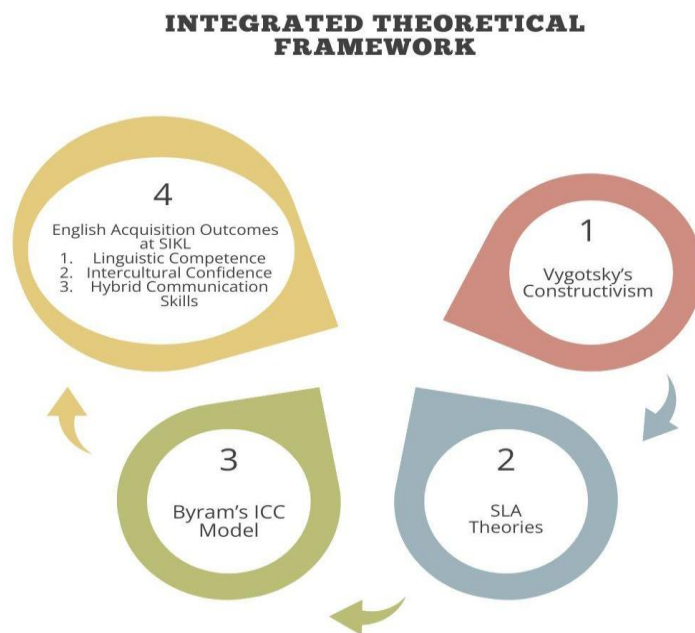 INTEGRATED THEORETICAL
FRAMEWORK
4
English Acquisition Outcomes
at SIKL
1. Linguistic Competence
2. Intercultural Confidence
3. Hybrid Communication
Skills
1
Vygotsky's
Constructivism
3
Byram's ICC
Model
2
SLA
Theories